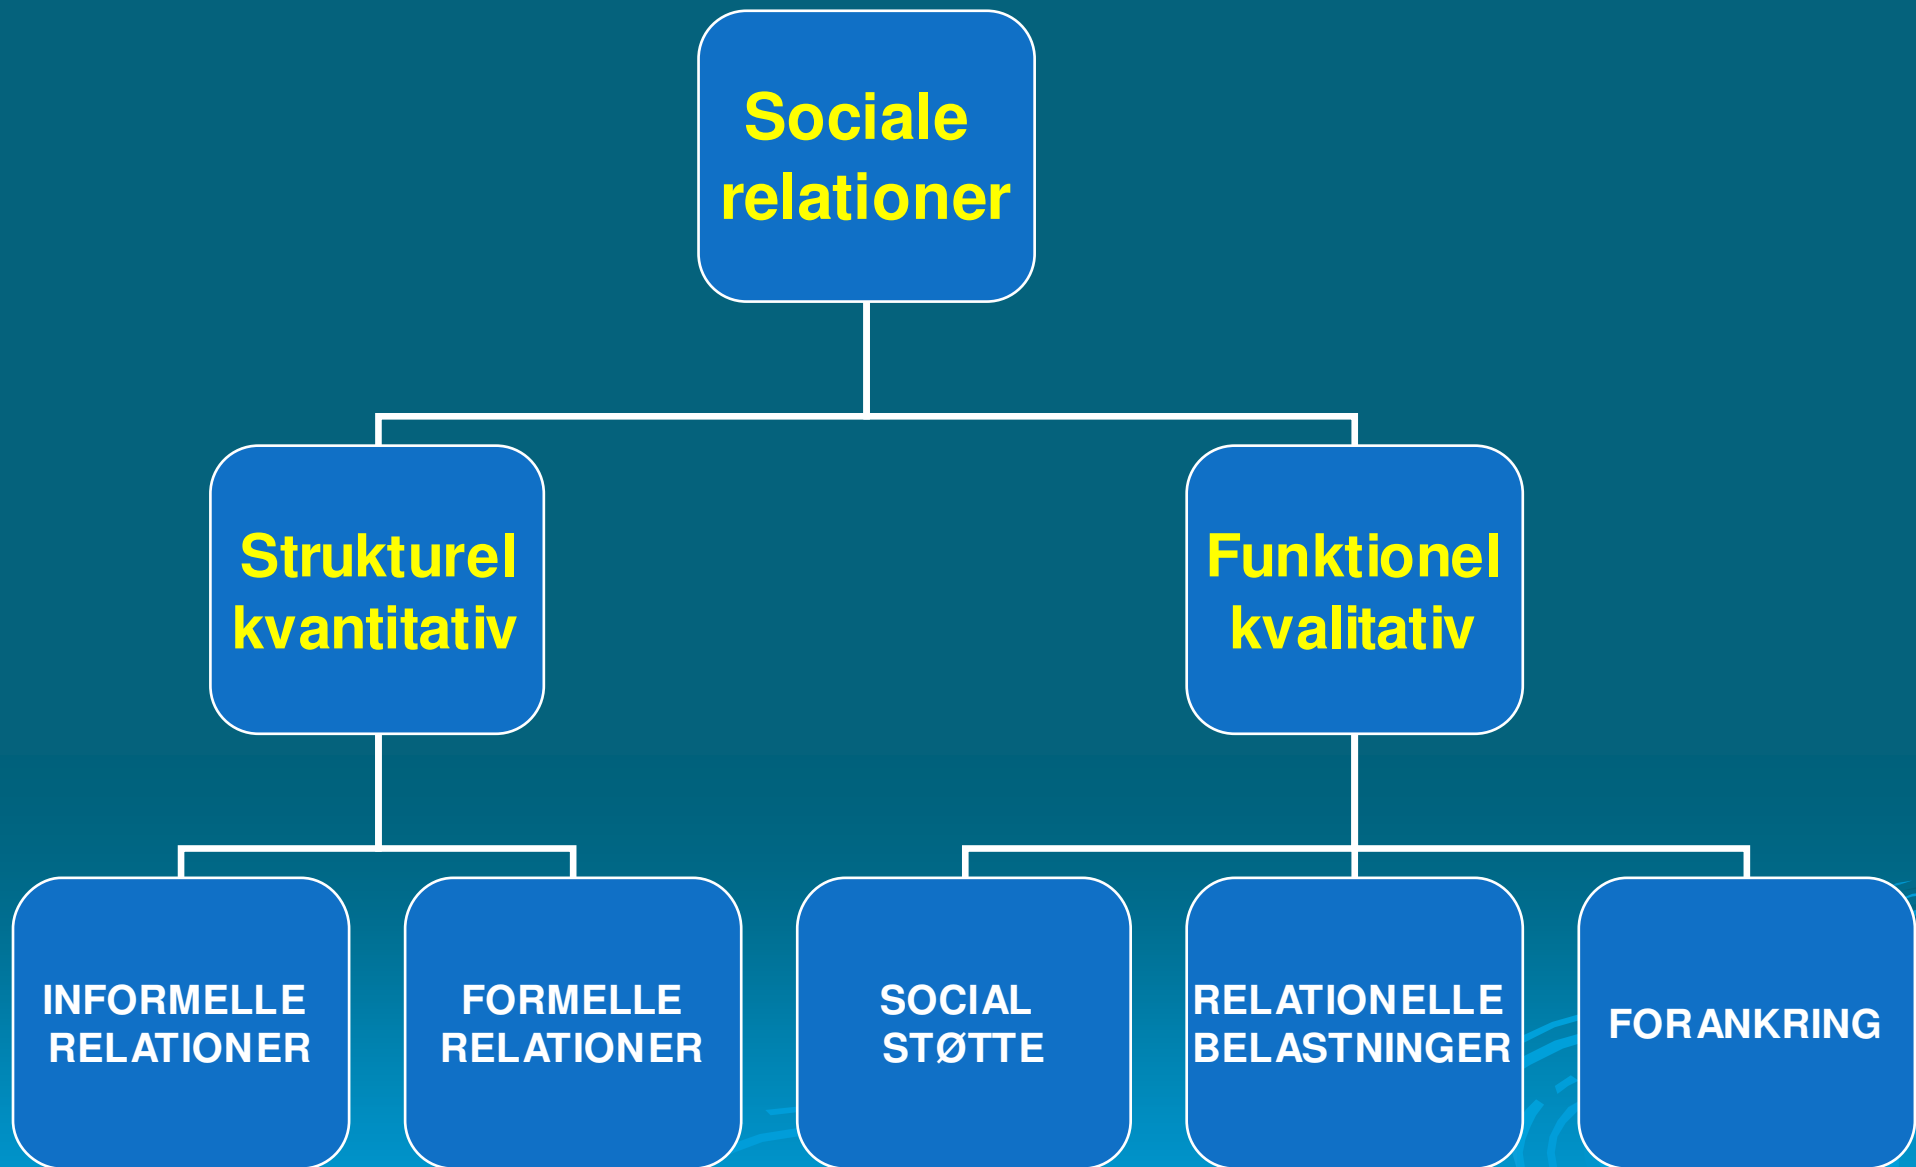 Sociale
relationer
Strukturel
kvantitativ
Funktionel
kvalitativ
INFORMELLE
RELATIONER
FORMELLE
RELATIONER
SOCIAL
STØTTE
RELATIONELLE
BELASTNINGER
FORANKRING